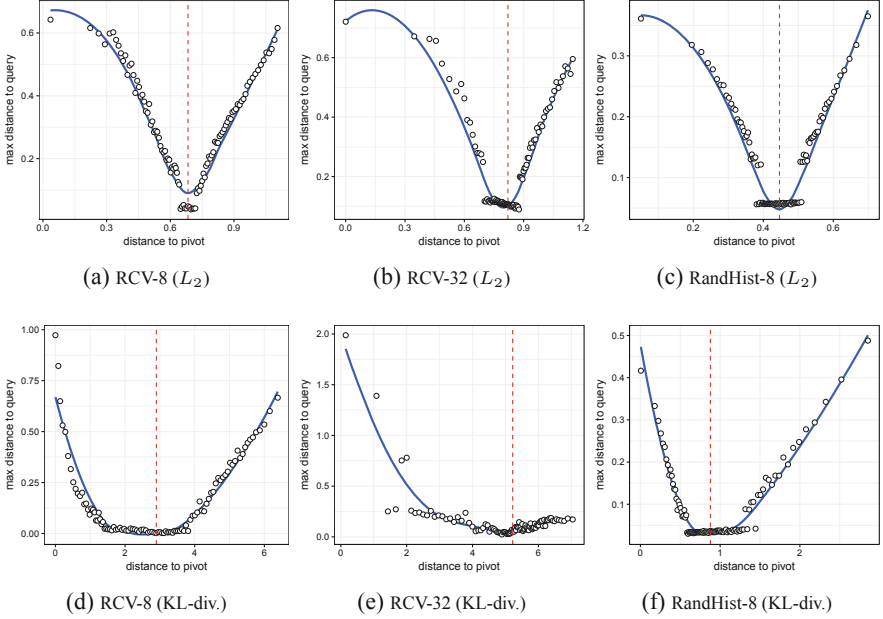 max distance to query
0.6
0.4
0.2
0.0 0.3 0.6 0.9
distance to pivot
(a) RCV-8 (L₂)
max distance to query
0.6
0.4
0.2
0.0 0.3 0.6 0.9 1.2
distance to pivot
(b) RCV-32 (L₂)
max distance to query
0.3
0.2
0.1
0.2 0.4 0.6
distance to pivot
(c) RandHist-8 (L₂)
max distance to query
1.00
0.75
0.50
0.25
0.00
0 2 4 6
distance to pivot
(d) RCV-8 (KL-div.)
max distance to query
2.0
1.5
1.0
0.5
0.0
0 2 4 6
distance to pivot
(e) RCV-32 (KL-div.)
max distance to query
0.5
0.4
0.3
0.2
0.1
0 1 2
distance to pivot
(f) RandHist-8 (KL-div.)